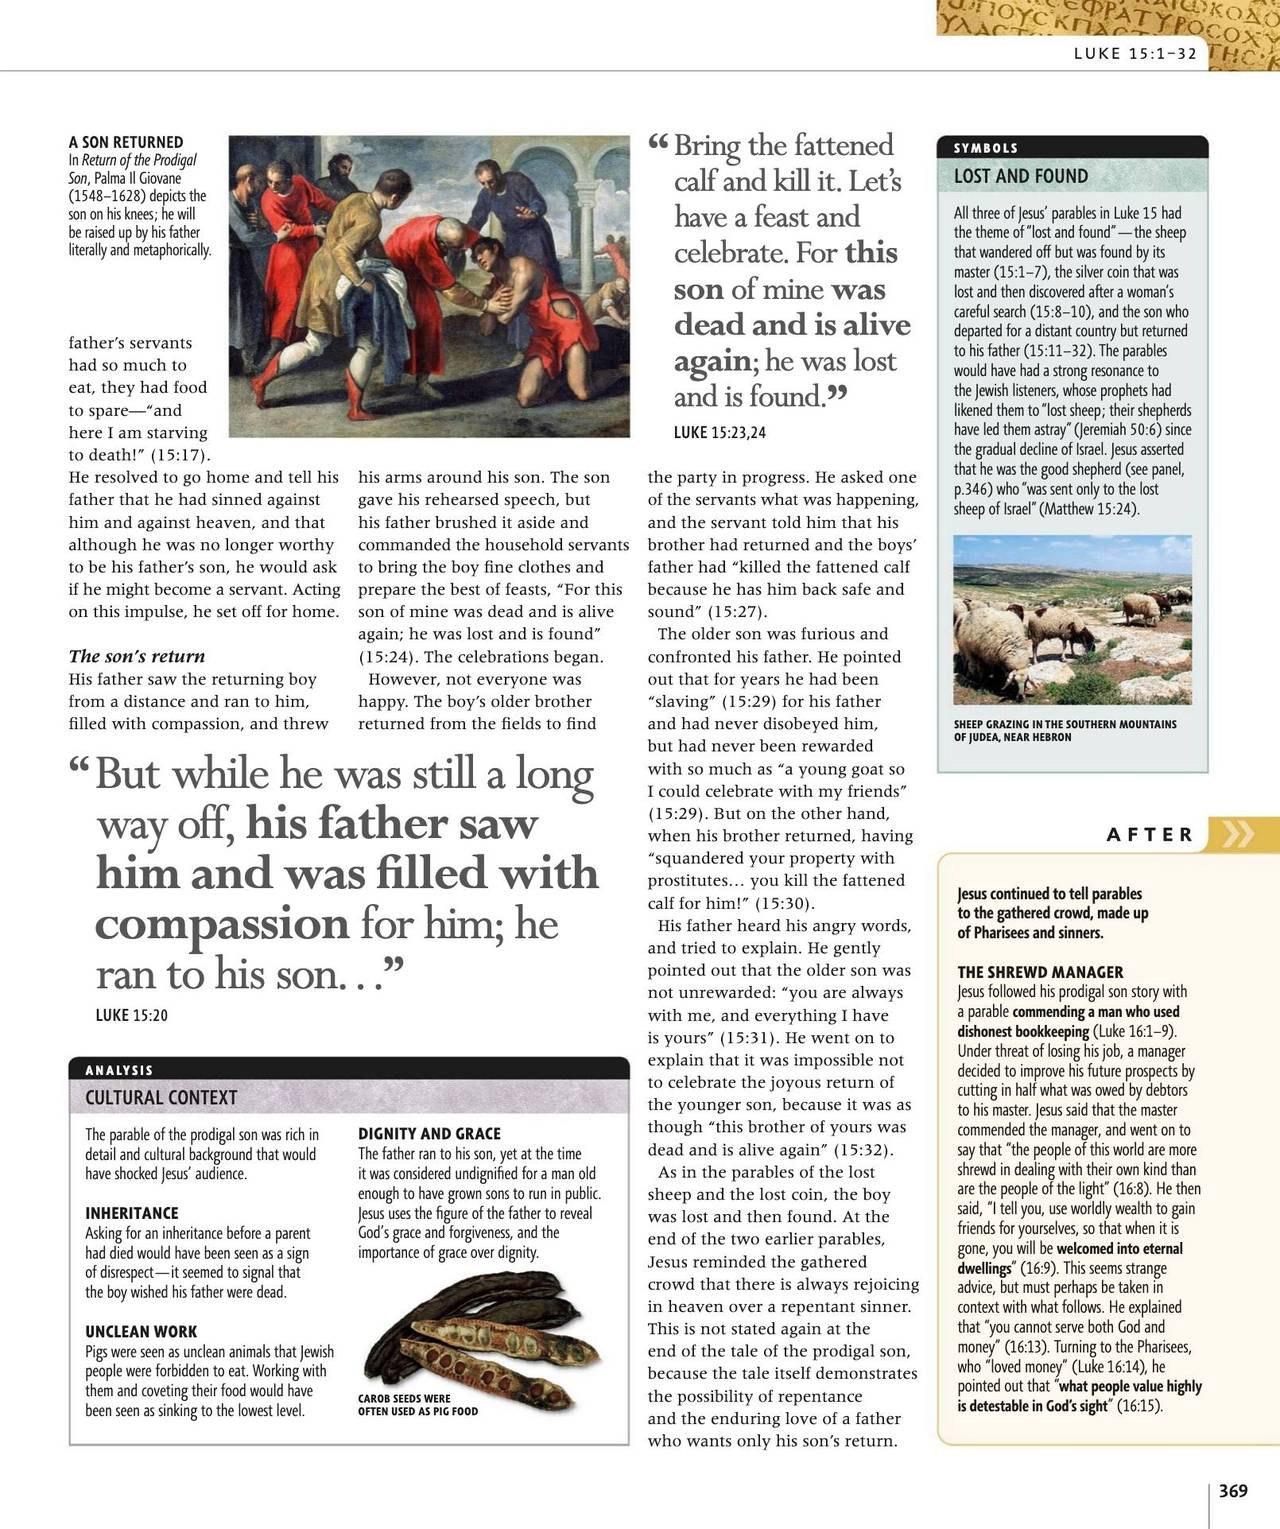 LUKE 15:1–32
A SON RETURNED
In Return of the Prodigal
Son, Palma Il Giovane
(1548–1628) depicts the
son on his knees; he will
be raised up by his father
literally and metaphorically.
father’s servants
had so much to
eat, they had food
to spare—“and
here I am starving
to death!” (15:17).
He resolved to go home and tell his
father that he had sinned against
him and against heaven, and that
although he was no longer worthy
to be his father’s son, he would ask
if he might become a servant. Acting
on this impulse, he set off for home.
The son’s return
His father saw the returning boy
from a distance and ran to him,
filled with compassion, and threw
his arms around his son. The son
gave his rehearsed speech, but
his father brushed it aside and
commanded the household servants
to bring the boy fine clothes and
prepare the best of feasts, “For this
son of mine was dead and is alive
again; he was lost and is found”
(15:24). The celebrations began.
However, not everyone was
happy. The boy’s older brother
returned from the fields to find
“But while he was still a long
way off, his father saw
him and was filled with
compassion for him; he
ran to his son. . .”
LUKE 15:20
“Bring the fattened
calf and kill it. Let’s
have a feast and
celebrate. For this
son of mine was
dead and is alive
again; he was lost
and is found.”
LUKE 15:23,24
the party in progress. He asked one
of the servants what was happening,
and the servant told him that his
brother had returned and the boys’
father had “killed the fattened calf
because he has him back safe and
sound” (15:27).
The older son was furious and
confronted his father. He pointed
out that for years he had been
“slaving” (15:29) for his father
and had never disobeyed him,
but had never been rewarded
with so much as “a young goat so
I could celebrate with my friends”
(15:29). But on the other hand,
when his brother returned, having
“squandered your property with
prostitutes… you kill the fattened
calf for him!” (15:30).
His father heard his angry words,
and tried to explain. He gently
pointed out that the older son was
not unrewarded: “you are always
with me, and everything I have
is yours” (15:31). He went on to
explain that it was impossible not
to celebrate the joyous return of
the younger son, because it was as
though “this brother of yours was
dead and is alive again” (15:32).
As in the parables of the lost
sheep and the lost coin, the boy
was lost and then found. At the
end of the two earlier parables,
Jesus reminded the gathered
crowd that there is always rejoicing
in heaven over a repentant sinner.
This is not stated again at the
end of the tale of the prodigal son,
because the tale itself demonstrates
the possibility of repentance
and the enduring love of a father
who wants only his son’s return.
ANALYSIS
CULTURAL CONTEXT
The parable of the prodigal son was rich in
detail and cultural background that would
have shocked Jesus’ audience.
INHERITANCE
Asking for an inheritance before a parent
had died would have been seen as a sign
of disrespect—it seemed to signal that
the boy wished his father were dead.
UNCLEAN WORK
Pigs were seen as unclean animals that Jewish
people were forbidden to eat. Working with
them and coveting their food would have
been seen as sinking to the lowest level.
DIGNITY AND GRACE
The father ran to his son, yet at the time
it was considered undignified for a man old
enough to have grown sons to run in public.
Jesus uses the figure of the father to reveal
God’s grace and forgiveness, and the
importance of grace over dignity.
CAROB SEEDS WERE
OFTEN USED AS PIG FOOD
SYMBOLS
LOST AND FOUND
All three of Jesus’ parables in Luke 15 had
the theme of “lost and found”—the sheep
that wandered off but was found by its
master (15:1–7), the silver coin that was
lost and then discovered after a woman’s
careful search (15:8–10), and the son who
departed for a distant country but returned
to his father (15:11–32). The parables
would have had a strong resonance to
the Jewish listeners, whose prophets had
likened them to “lost sheep; their shepherds
have led them astray” (Jeremiah 50:6) since
the gradual decline of Israel. Jesus asserted
that he was the good shepherd (see panel,
p.346) who “was sent only to the lost
sheep of Israel” (Matthew 15:24).
SHEEP GRAZING IN THE SOUTHERN MOUNTAINS
OF JUDEA, NEAR HEBRON
AFTER
Jesus continued to tell parables
to the gathered crowd, made up
of Pharisees and sinners.
THE SHREWD MANAGER
Jesus followed his prodigal son story with
a parable commending a man who used
dishonest bookkeeping (Luke 16:1–9).
Under threat of losing his job, a manager
decided to improve his future prospects by
cutting in half what was owed by debtors
to his master. Jesus said that the master
commended the manager, and went on to
say that “the people of this world are more
shrewd in dealing with their own kind than
are the people of the light” (16:8). He then
said, “I tell you, use worldly wealth to gain
friends for yourselves, so that when it is
gone, you will be welcomed into eternal
dwellings” (16:9). This seems strange
advice, but must perhaps be taken in
context with what follows. He explained
that “you cannot serve both God and
money” (16:13). Turning to the Pharisees,
who “loved money” (Luke 16:14), he
pointed out that “what people value highly
is detestable in God’s sight” (16:15).
369